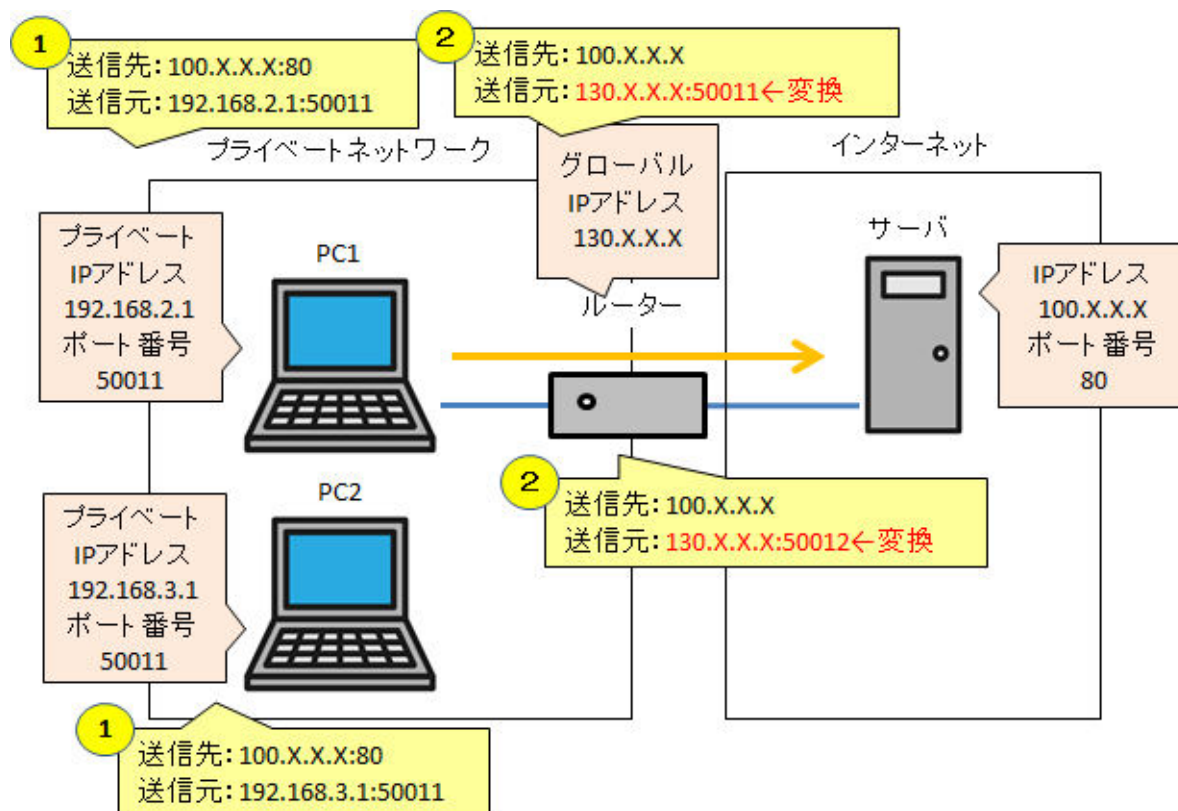 1
送信先：100.X.X.X:80
送信元：192.168.2.1:50011
2
送信先：100.X.X.X
送信元：130.X.X.X:50011←変換
プライベートネットワーク
グローバル
IPアドレス
130.X.X.X
インターネット
プライベート
IPアドレス
192.168.2.1
ポート番号
50011
PC1
ルーター
サーバ
IPアドレス
100.X.X.X
ポート番号
80
プライベート
IPアドレス
192.168.3.1
ポート番号
50011
PC2
2
送信先：100.X.X.X
送信元：130.X.X.X:50012←変換
1
送信先：100.X.X.X:80
送信元：192.168.3.1:50011